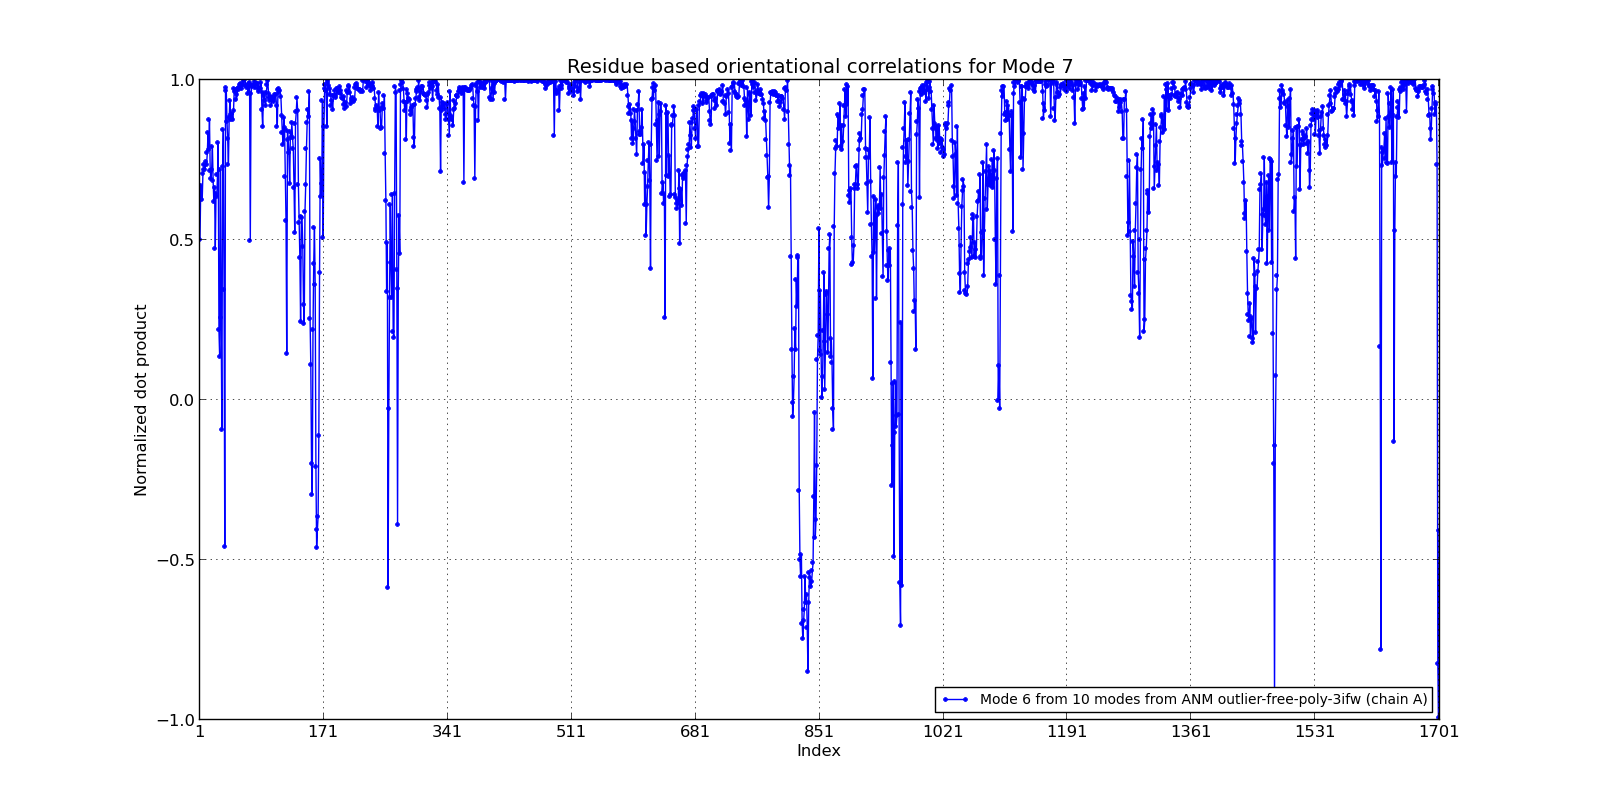 Residue based orientational correlations for Mode 7
1.0
0.5
0.0
−0.5
−1.0
Normalized dot product
Mode 6 from 10 modes from ANM outlier-free-poly-3ifw (chain A)
1 171 341 511 681 851 1021 1191 1361 1531 1701
Index